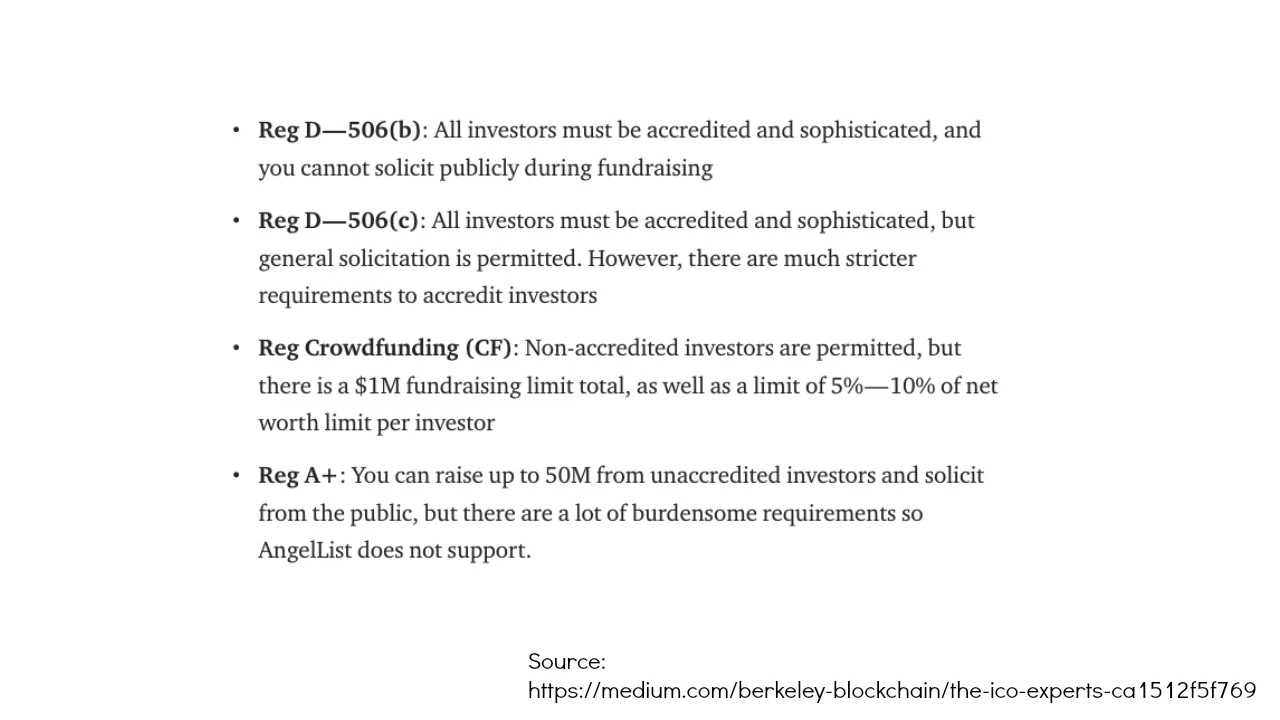 • Reg D—506(b): All investors must be accredited and sophisticated, and
you cannot solicit publicly during fundraising
• Reg D—506(c): All investors must be accredited and sophisticated, but
general solicitation is permitted. However, there are much stricter
requirements to accredit investors
• Reg Crowdfunding (CF): Non-accredited investors are permitted, but
there is a $1M fundraising limit total, as well as a limit of 5%—10% of net
worth limit per investor
• Reg A+: You can raise up to 50M from unaccredited investors and solicit
from the public, but there are a lot of burdensome requirements so
AngelList does not support.
Source:
https://medium.com/berkeley-blockchain/the-ico-experts-ca1512f5f769